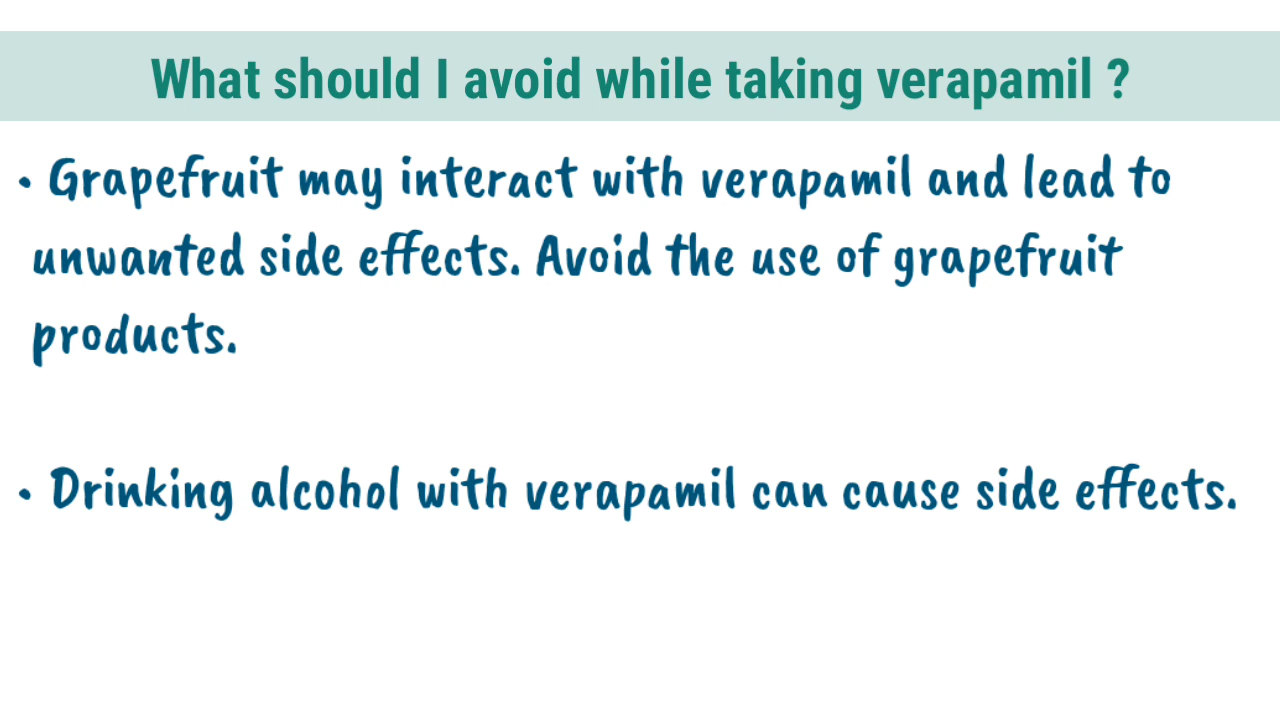 What should I avoid while taking verapamil ?
• Grapefruit may interact with verapamil and lead to
unwanted side effects. Avoid the use of grapefruit
products.
• Drinking alcohol with verapamil can cause side effects.